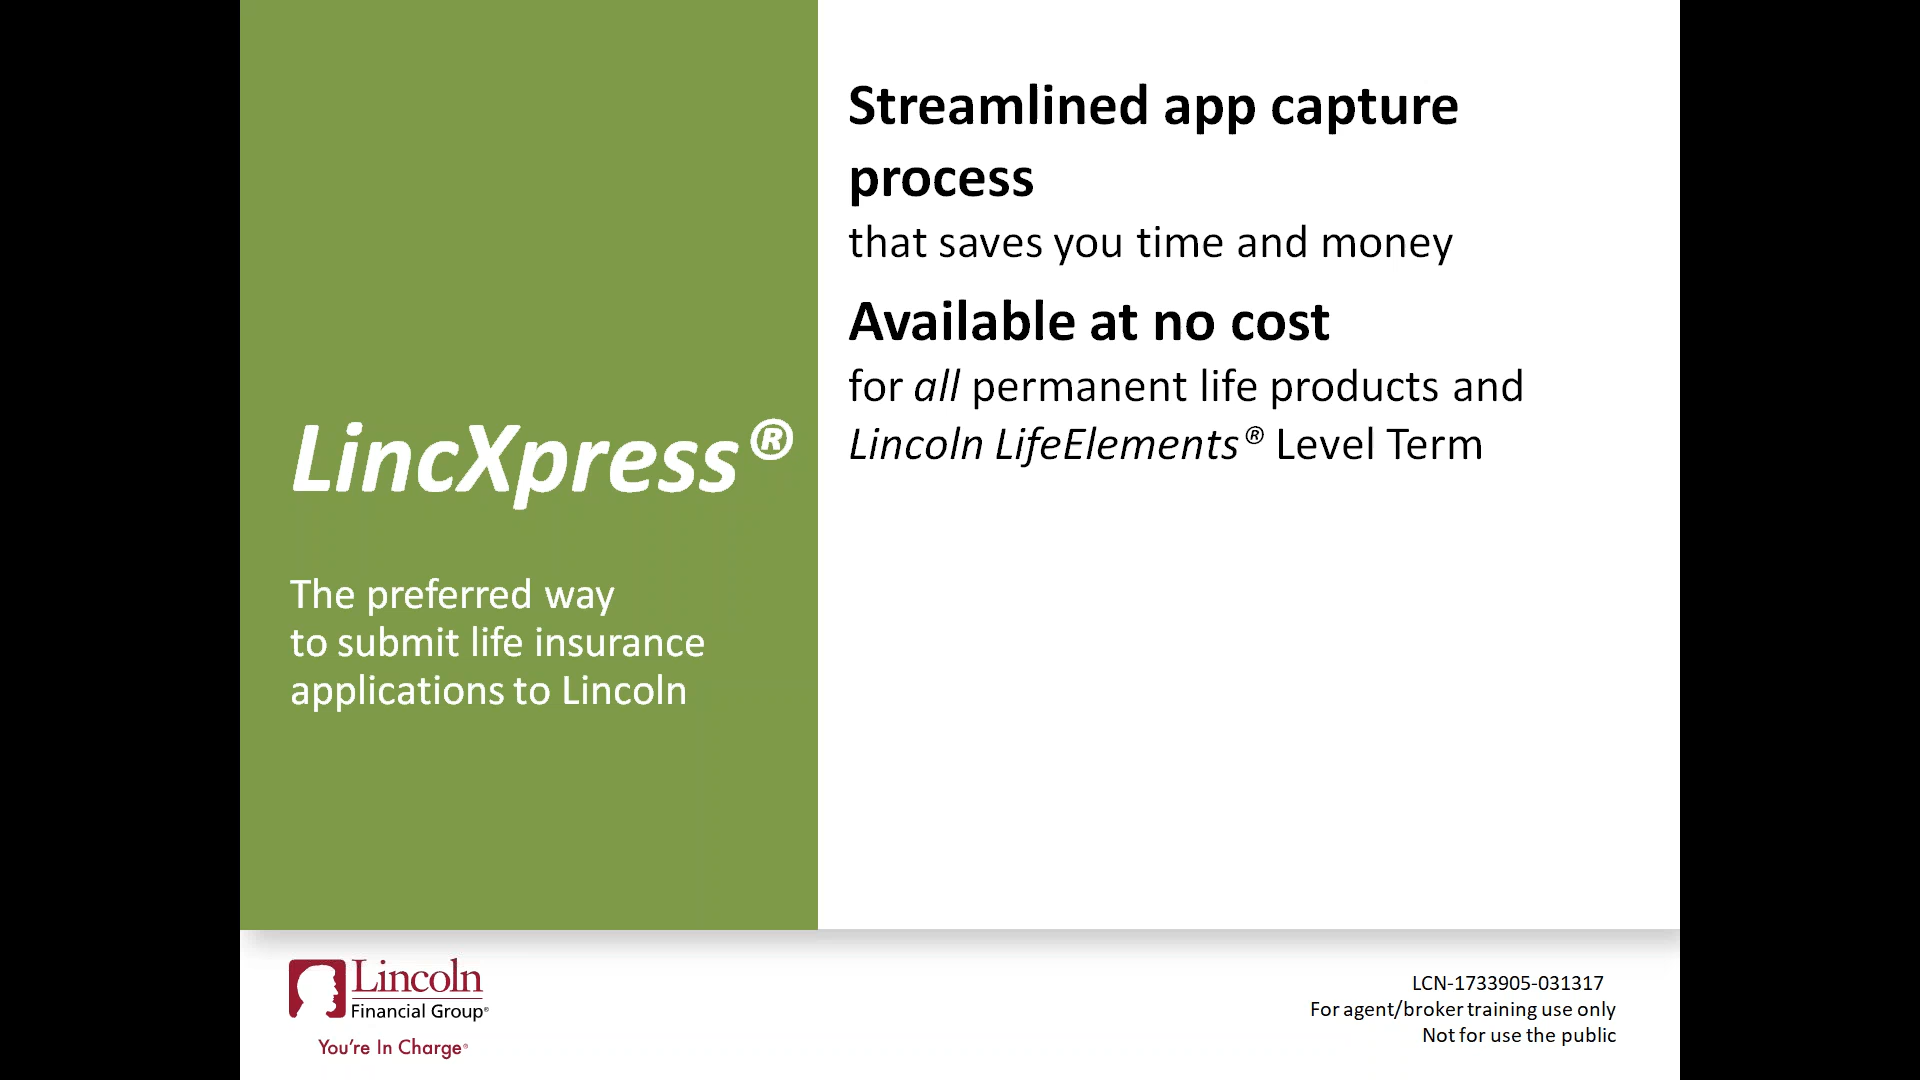 LincXpress®
The preferred way
to submit life insurance
applications to Lincoln
Streamlined app capture
process
that saves you time and money
Available at no cost
for all permanent life products and
Lincoln LifeElements® Level Term
Lincoln
Financial Group®
You're In Charge®
LCN-1733905-031317
For agent/broker training use only
Not for use the public